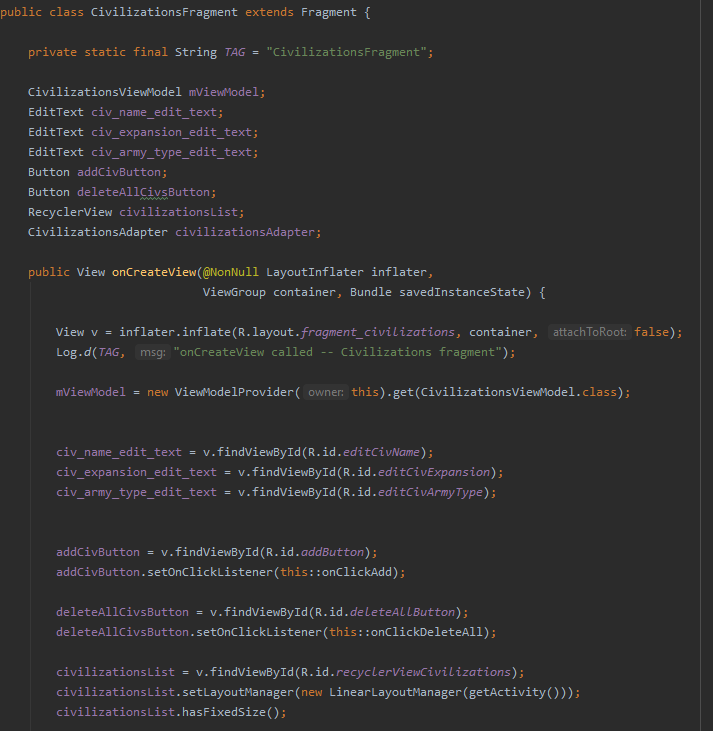 public class CivilizationsFragment extends Fragment {
private static final String TAG = "CivilizationsFragment";
CivilizationsViewModel mViewModel;
EditText civ_name_edit_text;
EditText civ_expansion_edit_text;
EditText civ_army_type_edit_text;
Button addCivButton;
Button deleteAllCivsButton;
RecyclerView civilizationsList;
CivilizationsAdapter civilizationsAdapter;
public View onCreateView(@NonNull LayoutInflater inflater,
ViewGroup container, Bundle savedInstanceState) {
View v = inflater.inflate(R.layout.fragment_civilizations, container, attachToRoot: false);
Log.d(TAG, msg: "onCreateView called -- Civilizations fragment");
mViewModel = new ViewModelProvider( owner: this).get(CivilizationsViewModel.class);
civ_name_edit_text = v.findViewById(R.id.editCivName);
civ_expansion_edit_text = v.findViewById(R.id.editCivExpansion);
civ_army_type_edit_text = v.findViewById(R.id.editCivArmyType);
addCivButton = v.findViewById(R.id.addButton);
addCivButton.setOnClickListener(this::onClickAdd);
deleteAllCivsButton = v.findViewById(R.id.deleteAllButton);
deleteAllCivsButton.setOnClickListener(this::onClickDeleteAll);
civilizationsList = v.findViewById(R.id.recyclerViewCivilizations);
civilizationsList.setLayoutManager(new LinearLayoutManager(getActivity()));
civilizationsList.hasFixedSize();